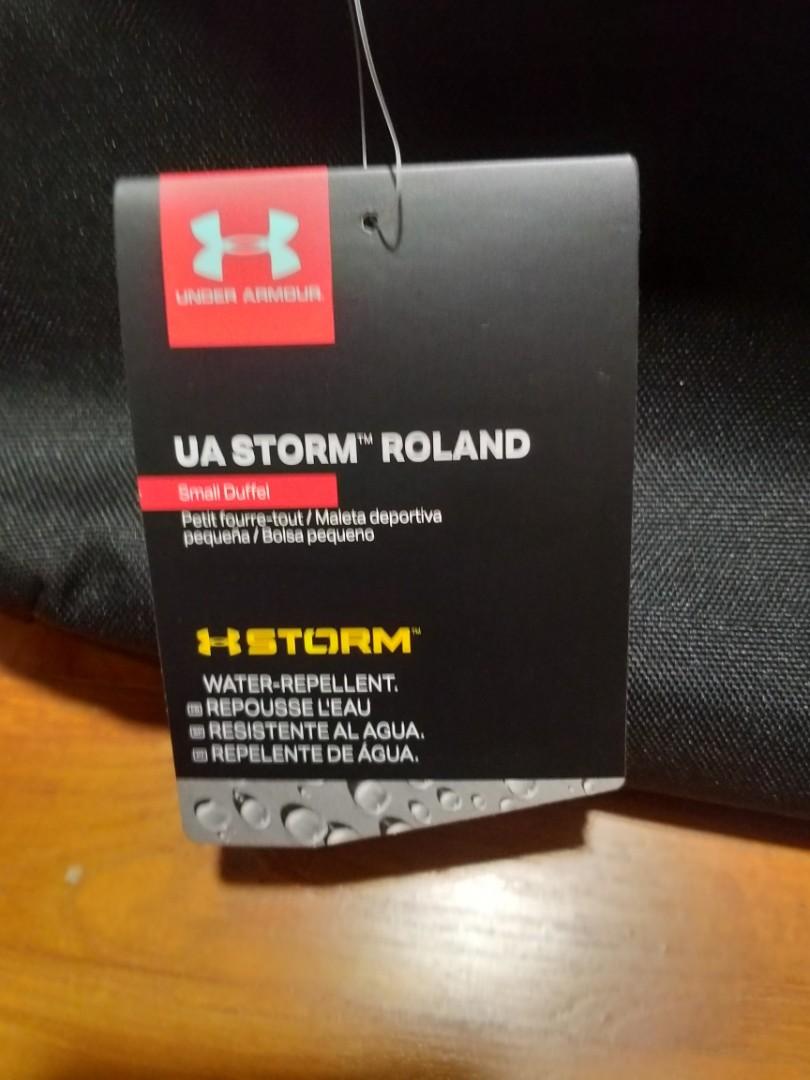 UNDER ARMOUR
UA STORM™ ROLAND
Small Duffel
Petit fourre-tout / Maleta deportiva
pequeña / Bolsa pequeno
STORM™
WATER-REPELLENT.
REPOUSSE L'EAU
RESISTENTE AL AGUA.
REPELENTE DE ÁGUA.